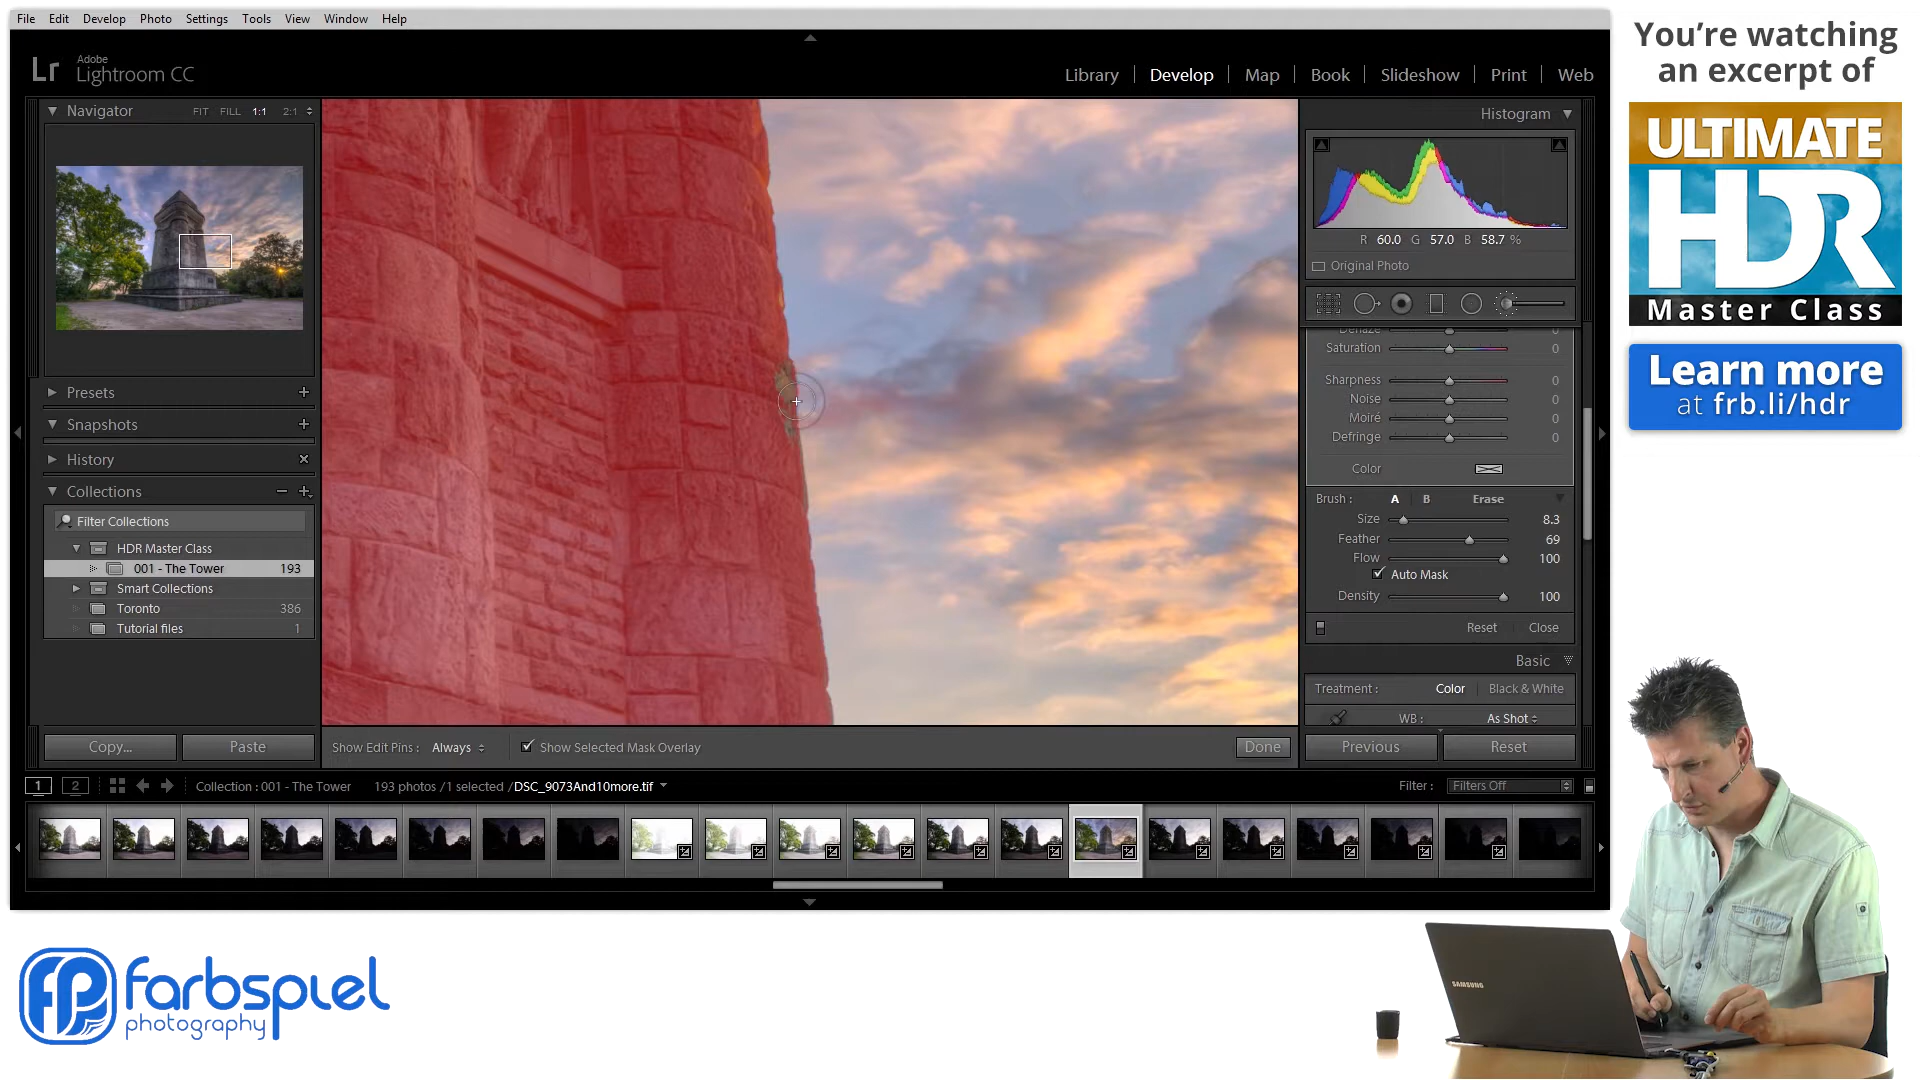 File Edit Develop Photo Settings Tools View Window Help
Lr Adobe
Lightroom CC
Library Develop Map Book Slideshow Print Web
Navigator FIT FILL 1:1 2:1
Presets
Snapshots
History
Collections
Filter Collections
HDR Master Class
001 - The Tower 193
Smart Collections
Toronto 386
Tutorial files 1
Copy... Paste
Show Edit Pins : Always Show Selected Mask Overlay Done
Histogram
R 60.0 G 57.0 B 58.7 %
Original Photo
Dehaze 0
Saturation 0
Sharpness 0
Noise 0
Moiré 0
Defringe 0
Color
Brush : A B Erase
Size 8.3
Feather 69
Flow 100
Auto Mask
Density 100
Reset Close
Basic
Treatment : Color Black & White
WB : As Shot
Previous Reset
1 2 Collection : 001 - The Tower 193 photos /1 selected /DSC_9073And10more.tif Filter : Filters Off
You're watching
an excerpt of
ULTIMATE
HDR
Master Class
Learn more
at frb.li/hdr
fp farbspiel
photography
SAMSUNG